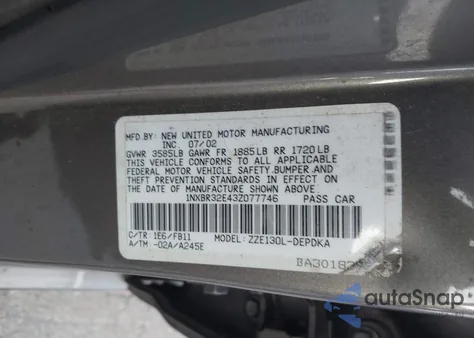 MFD.BY: NEW UNITED MOTOR MANUFACTURING
INC. 07/02
GVWR 3585LB GAWR FR 1885LB RR 1720LB
THIS VEHICLE CONFORMS TO ALL APPLICABLE
FEDERAL MOTOR VEHICLE SAFETY,BUMPER,AND
THEFT PREVENTION STANDARDS IN EFFECT ON
THE DATE OF MANUFACTURE SHOWN ABOVE.
1NXBR32E43Z077746 PASS CAR
C/TR: 1E6/FB11 MODEL: ZZE130L-DEPDKA
A/TM: -02A/A245E
autoSnap